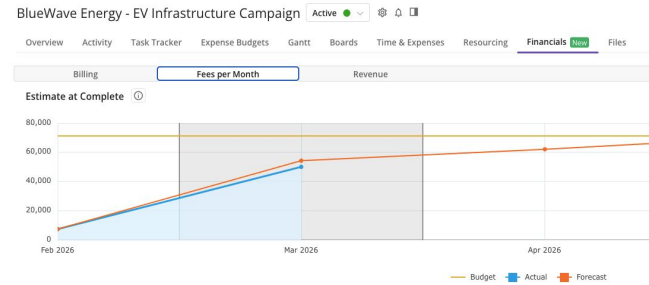 BlueWave Energy - EV Infrastructure Campaign Active
Overview Activity Task Tracker Expense Budgets Gantt Boards Time & Expenses Resourcing Financials New Files
Billing Fees per Month Revenue
Estimate at Complete
80,000
60,000
40,000
20,000
0
Feb 2026 Mar 2026 Apr 2026
Budget Actual Forecast